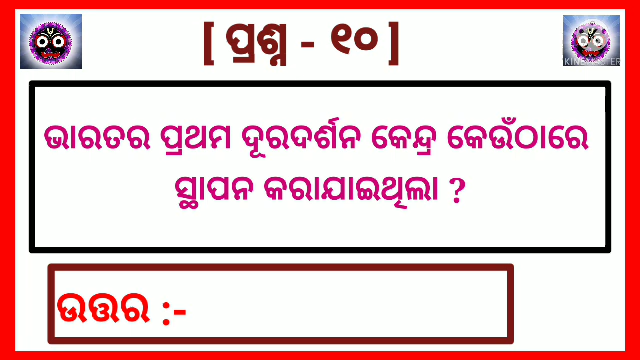 [ ପ୍ରଶ୍ନ - ୧୦ ]
ଭାରତର ପ୍ରଥମ ଦୂରଦର୍ଶନ କେନ୍ଦ୍ର କେଉଁଠାରେ
ସ୍ଥାପନ କରାଯାଇଥିଲା ?
ଉତ୍ତର :-